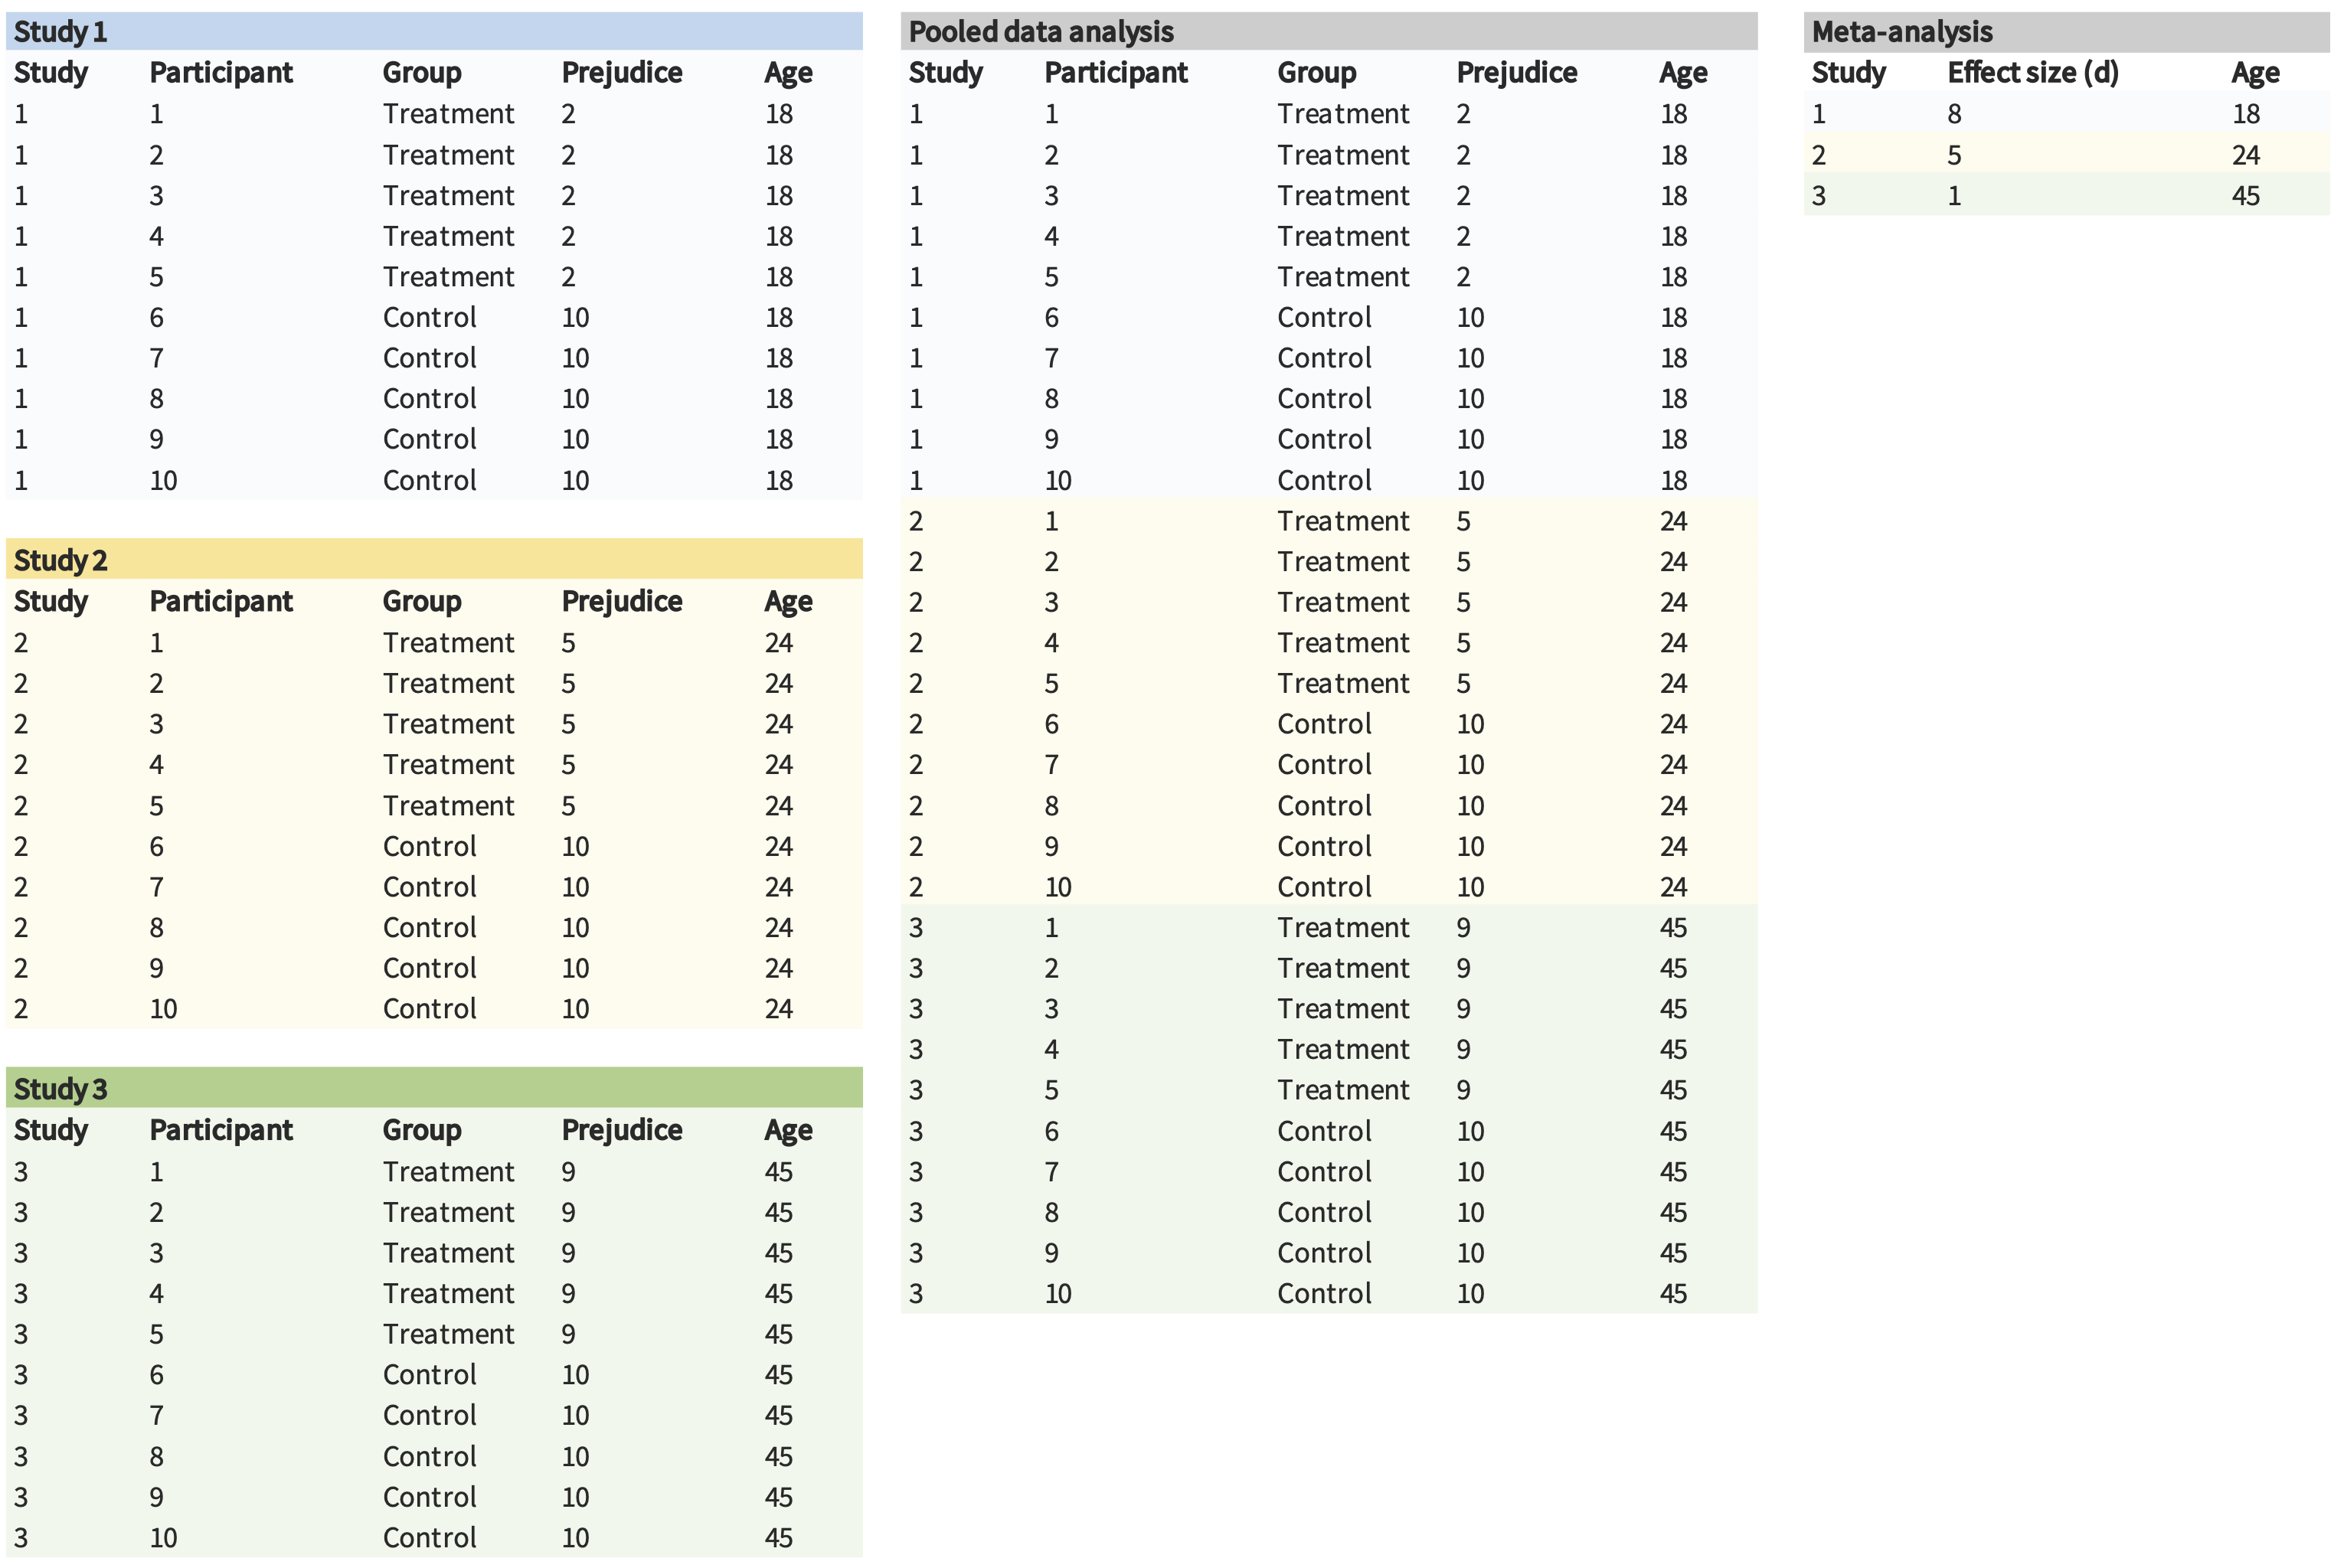 Study 1
Study Participant Group Prejudice Age
1 1 Treatment 2 18
1 2 Treatment 2 18
1 3 Treatment 2 18
1 4 Treatment 2 18
1 5 Treatment 2 18
1 6 Control 10 18
1 7 Control 10 18
1 8 Control 10 18
1 9 Control 10 18
1 10 Control 10 18
Study 2
Study Participant Group Prejudice Age
2 1 Treatment 5 24
2 2 Treatment 5 24
2 3 Treatment 5 24
2 4 Treatment 5 24
2 5 Treatment 5 24
2 6 Control 10 24
2 7 Control 10 24
2 8 Control 10 24
2 9 Control 10 24
2 10 Control 10 24
Study 3
Study Participant Group Prejudice Age
3 1 Treatment 9 45
3 2 Treatment 9 45
3 3 Treatment 9 45
3 4 Treatment 9 45
3 5 Treatment 9 45
3 6 Control 10 45
3 7 Control 10 45
3 8 Control 10 45
3 9 Control 10 45
3 10 Control 10 45
Pooled data analysis
Study Participant Group Prejudice Age
1 1 Treatment 2 18
1 2 Treatment 2 18
1 3 Treatment 2 18
1 4 Treatment 2 18
1 5 Treatment 2 18
1 6 Control 10 18
1 7 Control 10 18
1 8 Control 10 18
1 9 Control 10 18
1 10 Control 10 18
2 1 Treatment 5 24
2 2 Treatment 5 24
2 3 Treatment 5 24
2 4 Treatment 5 24
2 5 Treatment 5 24
2 6 Control 10 24
2 7 Control 10 24
2 8 Control 10 24
2 9 Control 10 24
2 10 Control 10 24
3 1 Treatment 9 45
3 2 Treatment 9 45
3 3 Treatment 9 45
3 4 Treatment 9 45
3 5 Treatment 9 45
3 6 Control 10 45
3 7 Control 10 45
3 8 Control 10 45
3 9 Control 10 45
3 10 Control 10 45
Meta-analysis
Study Effect size (d) Age
1 8 18
2 5 24
3 1 45